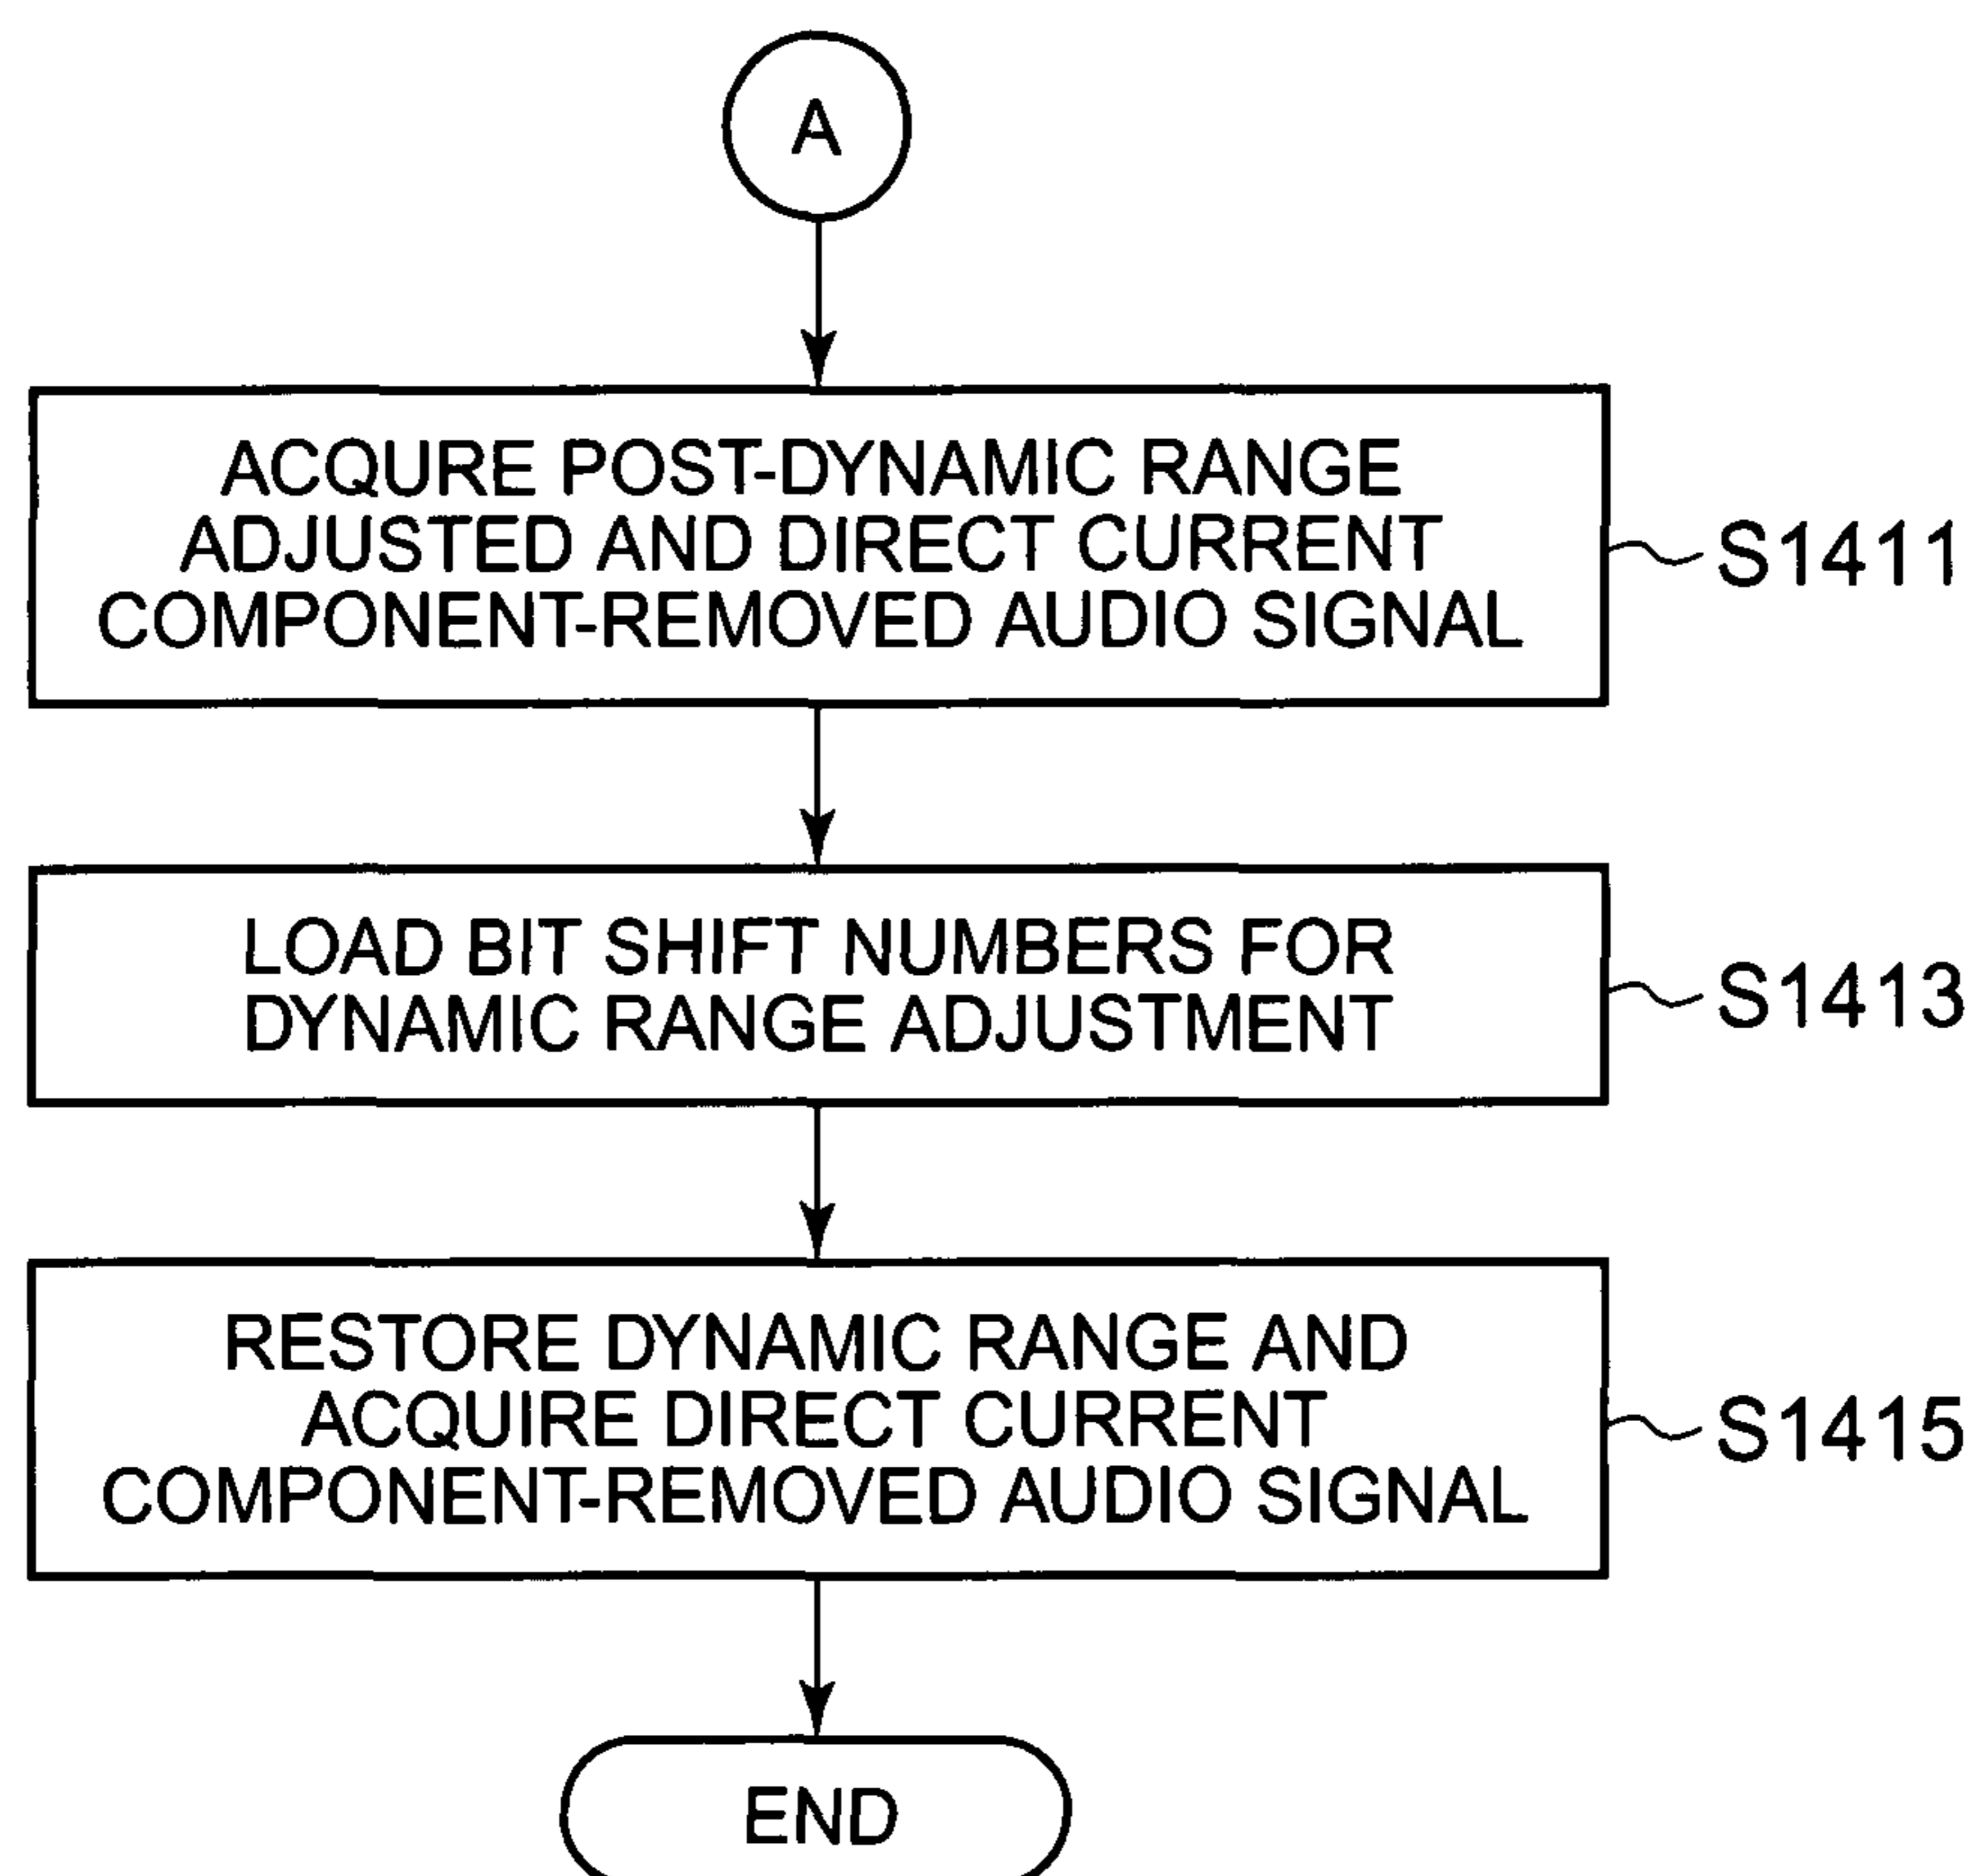 A
ACQURE POST-DYNAMIC RANGE
ADJUSTED AND DIRECT CURRENT
COMPONENT-REMOVED AUDIO SIGNAL
S1411
LOAD BIT SHIFT NUMBERS FOR
DYNAMIC RANGE ADJUSTMENT
S1413
RESTORE DYNAMIC RANGE AND
ACQUIRE DIRECT CURRENT
COMPONENT-REMOVED AUDIO SIGNAL
S1415
END